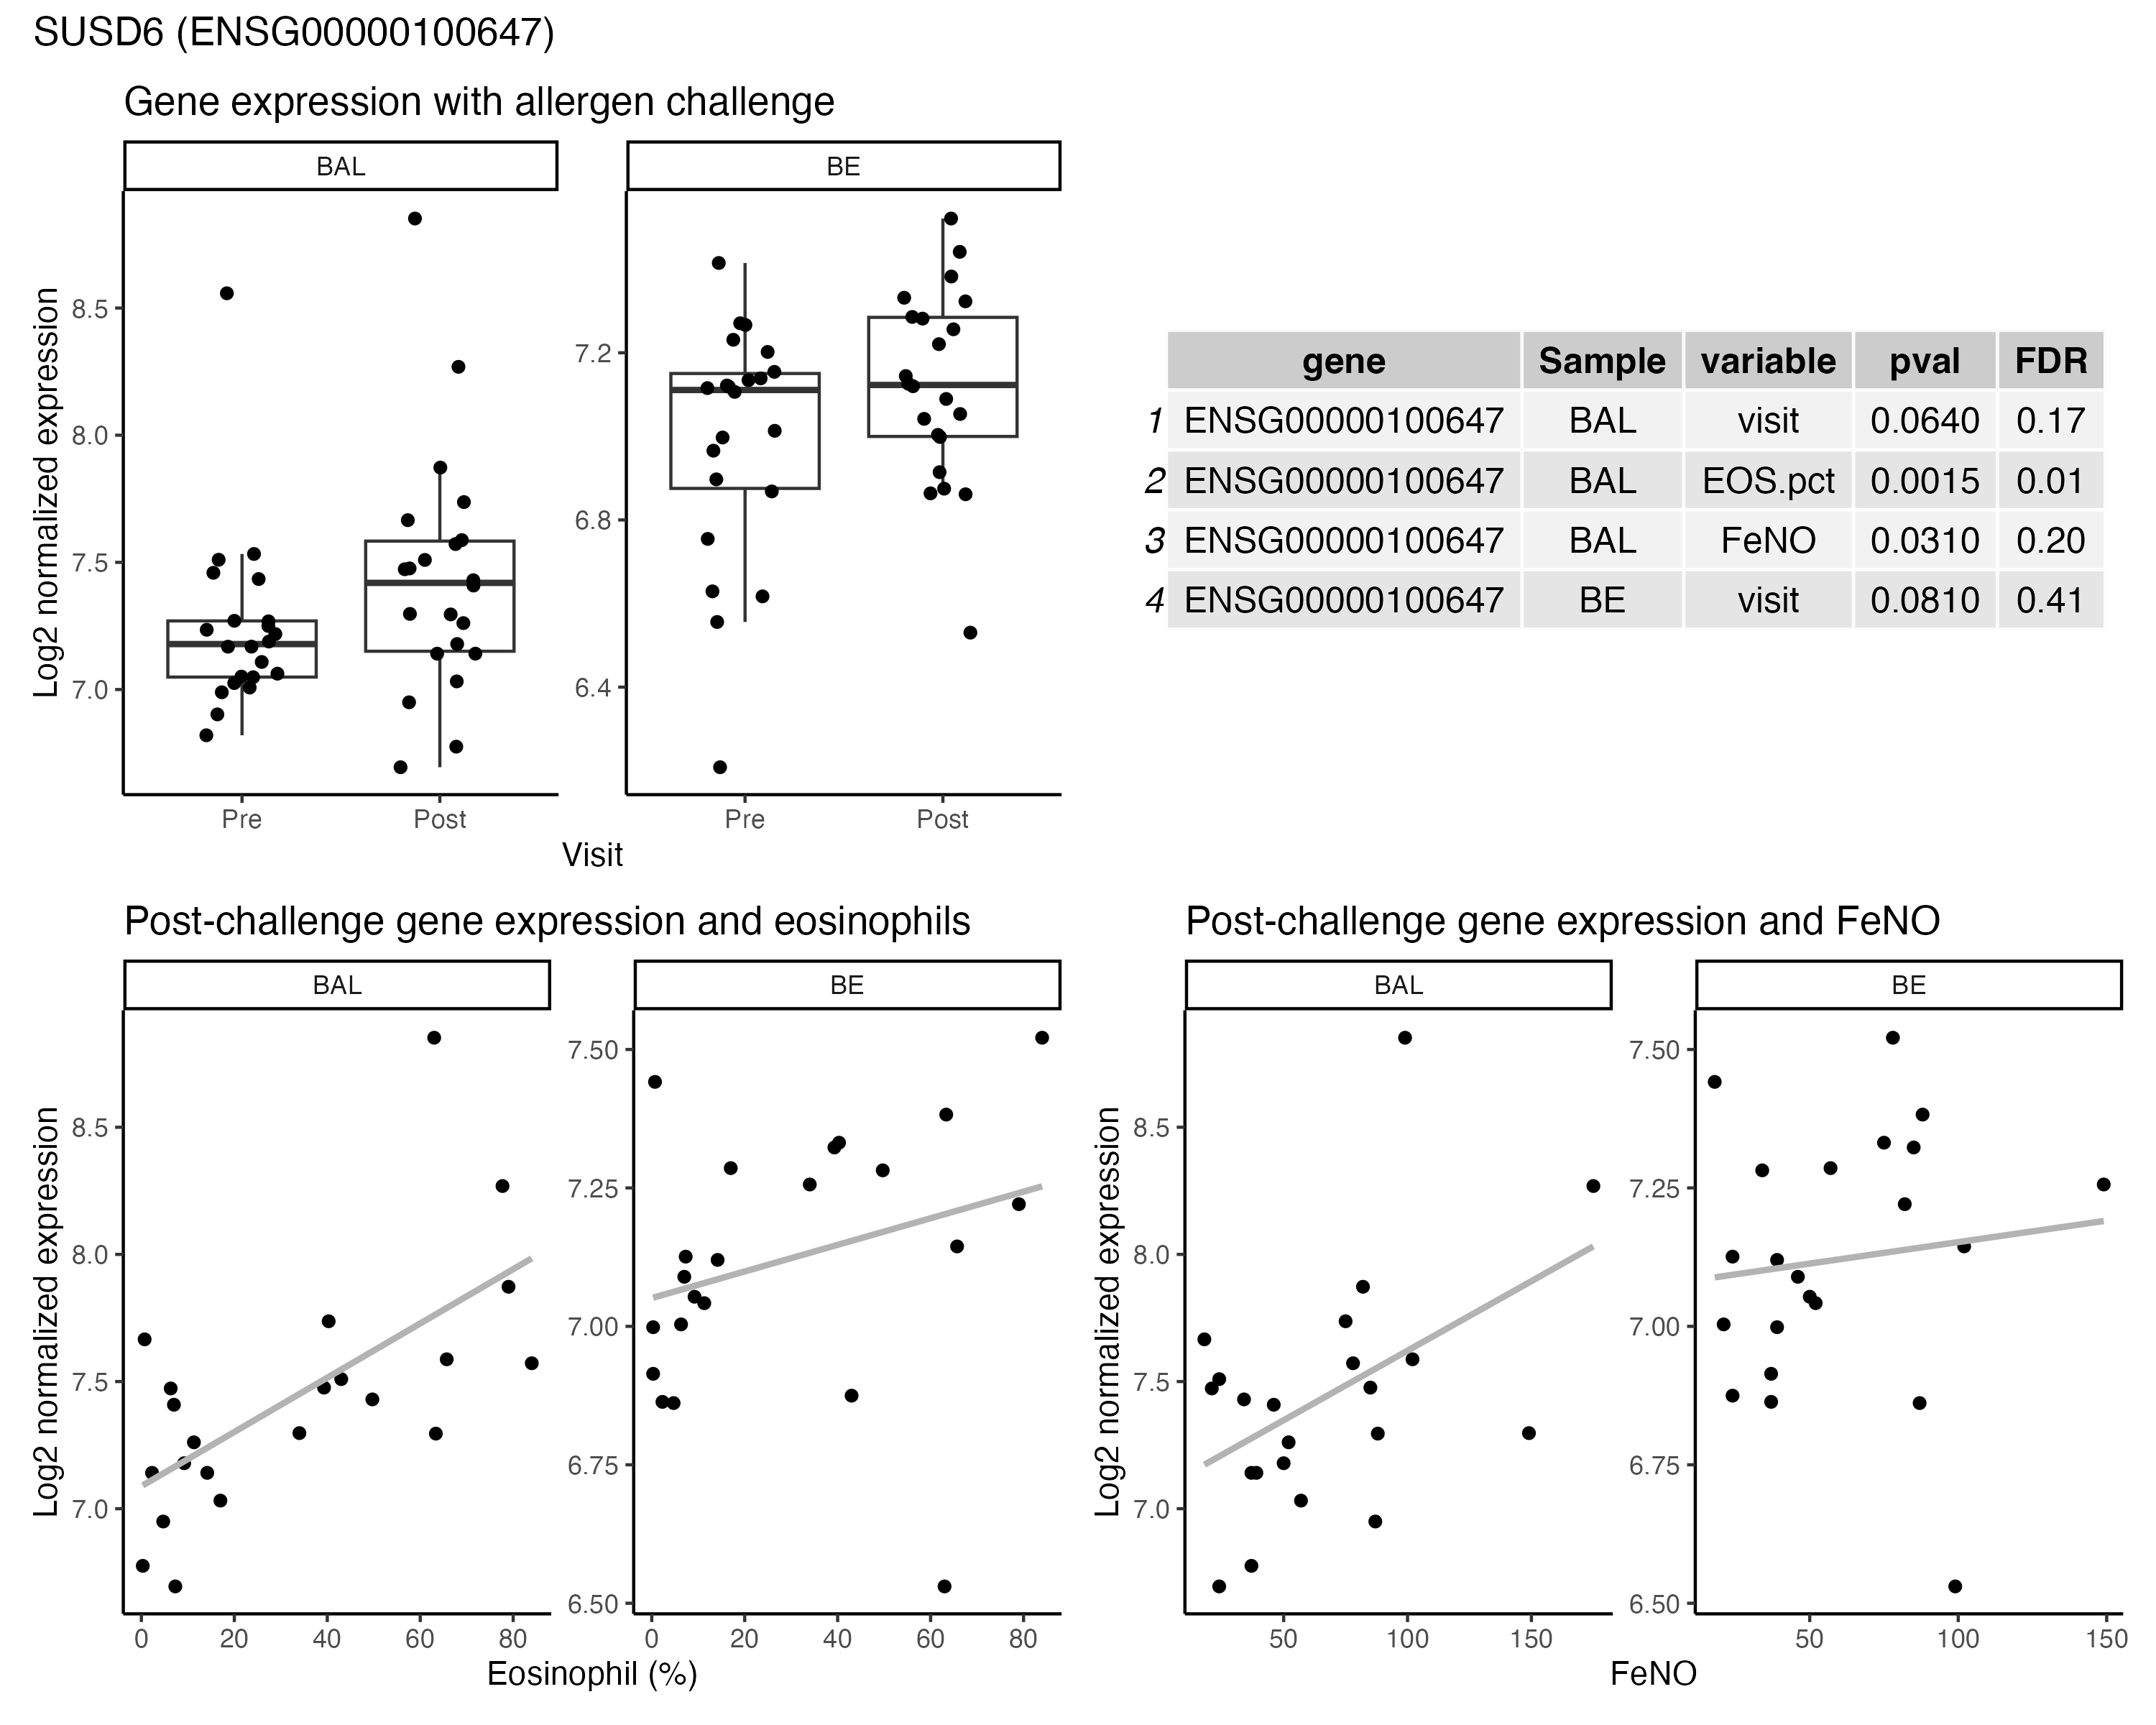 SUSD6 (ENSG00000100647)
Gene expression with allergen challenge
BAL
BE
Log2 normalized expression
8.5
8.0
7.5
7.0
7.2
6.8
6.4
Pre
Post
Pre
Post
Visit
gene Sample variable pval FDR
1 ENSG00000100647 BAL visit 0.0640 0.17
2 ENSG00000100647 BAL EOS.pct 0.0015 0.01
3 ENSG00000100647 BAL FeNO 0.0310 0.20
4 ENSG00000100647 BE visit 0.0810 0.41
Post-challenge gene expression and eosinophils
BAL
BE
Log2 normalized expression
8.5
8.0
7.5
7.0
7.50
7.25
7.00
6.75
6.50
0 20 40 60 80
0 20 40 60 80
Eosinophil (%)
Post-challenge gene expression and FeNO
BAL
BE
Log2 normalized expression
8.5
8.0
7.5
7.0
7.50
7.25
7.00
6.75
6.50
50 100 150
50 100 150
FeNO